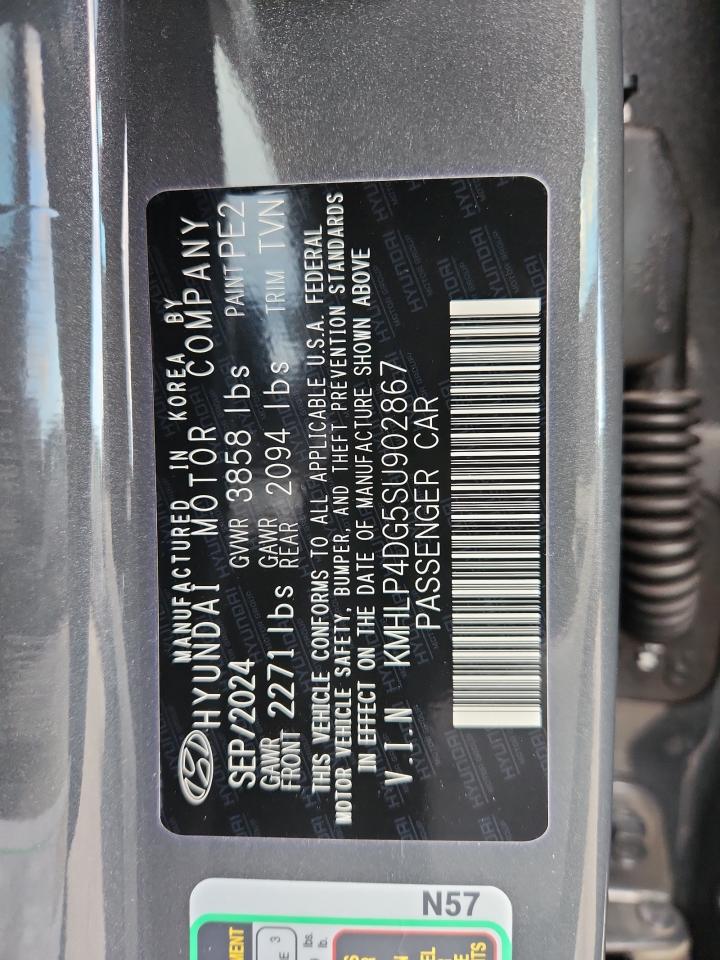 MANUFACTURED IN KOREA BY
HYUNDAI MOTOR COMPANY
SEP/2024 GVWR 3858 lbs PAINT PE2
GAWR FRONT 2271lbs GAWR REAR 2094 lbs TRIM TVN
THIS VEHICLE CONFORMS TO ALL APPLICABLE U.S.A. FEDERAL
MOTOR VEHICLE SAFETY, BUMPER, AND THEFT PREVENTION STANDARDS
IN EFFECT ON THE DATE OF MANUFACTURE SHOWN ABOVE
V.I.N KMHLP4DG5SU902867
PASSENGER CAR
N57